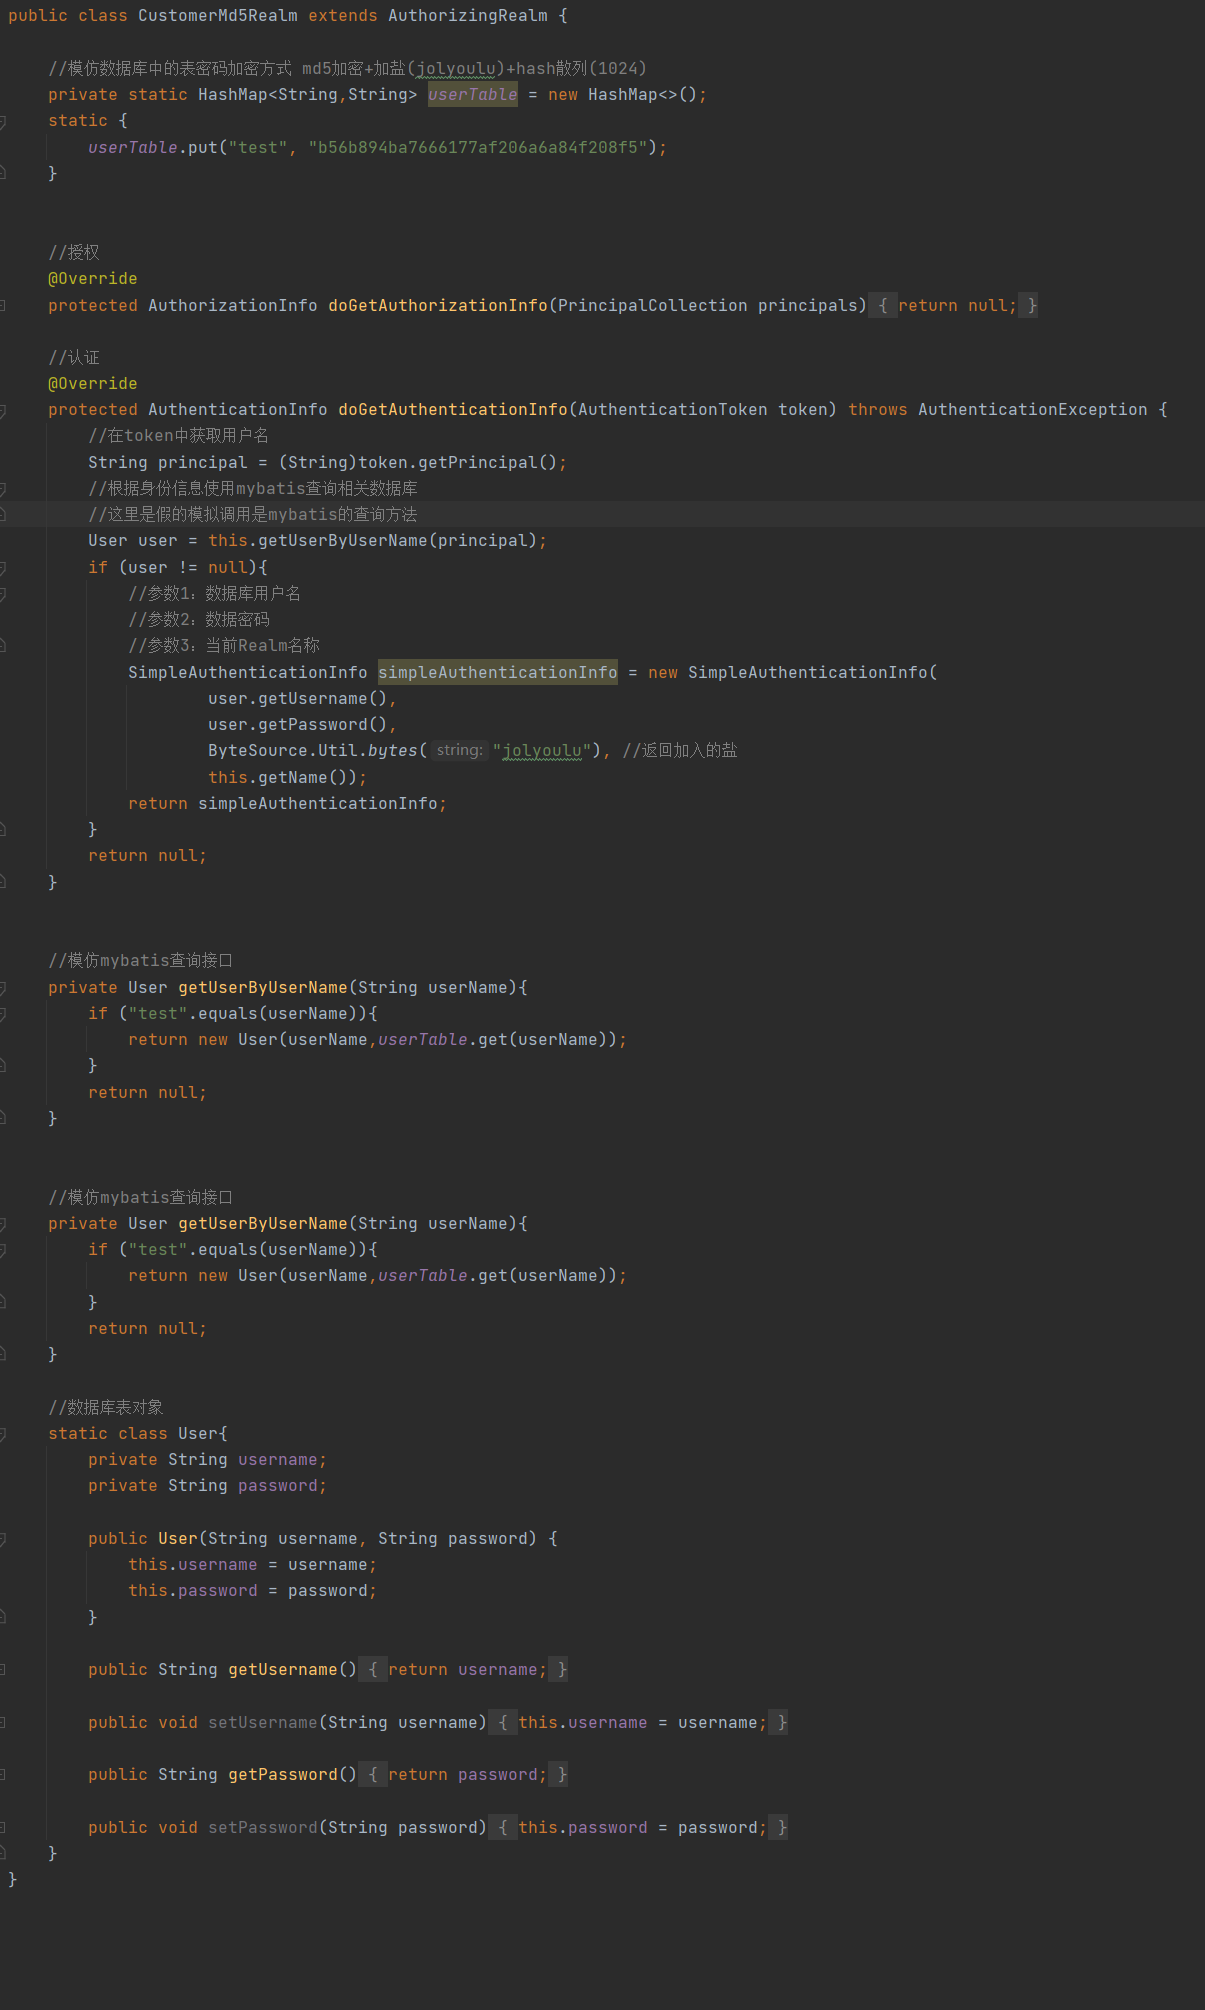 public class CustomerMd5Realm extends AuthorizingRealm {
//模仿数据库中的表密码加密方式 md5加密+加盐(jolyoulu)+hash散列(1024)
private static HashMap<String,String> userTable = new HashMap<>();
static {
userTable.put("test", "b56b894ba7666177af206a6a84f208f5");
}
//授权
@Override
protected AuthorizationInfo doGetAuthorizationInfo(PrincipalCollection principals) { return null; }
//认证
@Override
protected AuthenticationInfo doGetAuthenticationInfo(AuthenticationToken token) throws AuthenticationException {
//在token中获取用户名
String principal = (String)token.getPrincipal();
//根据身份信息使用mybatis查询相关数据库
//这里是假的模拟调用是mybatis的查询方法
User user = this.getUserByUserName(principal);
if (user != null){
//参数1：数据库用户名
//参数2：数据密码
//参数3：当前Realm名称
SimpleAuthenticationInfo simpleAuthenticationInfo = new SimpleAuthenticationInfo(
user.getUsername(),
user.getPassword(),
ByteSource.Util.bytes( string: "jolyoulu"), //返回加入的盐
this.getName());
return simpleAuthenticationInfo;
}
return null;
}
//模仿mybatis查询接口
private User getUserByUserName(String userName){
if ("test".equals(userName)){
return new User(userName,userTable.get(userName));
}
return null;
}
//模仿mybatis查询接口
private User getUserByUserName(String userName){
if ("test".equals(userName)){
return new User(userName,userTable.get(userName));
}
return null;
}
//数据库表对象
static class User{
private String username;
private String password;
public User(String username, String password) {
this.username = username;
this.password = password;
}
public String getUsername() { return username; }
public void setUsername(String username) { this.username = username; }
public String getPassword() { return password; }
public void setPassword(String password) { this.password = password; }
}
}